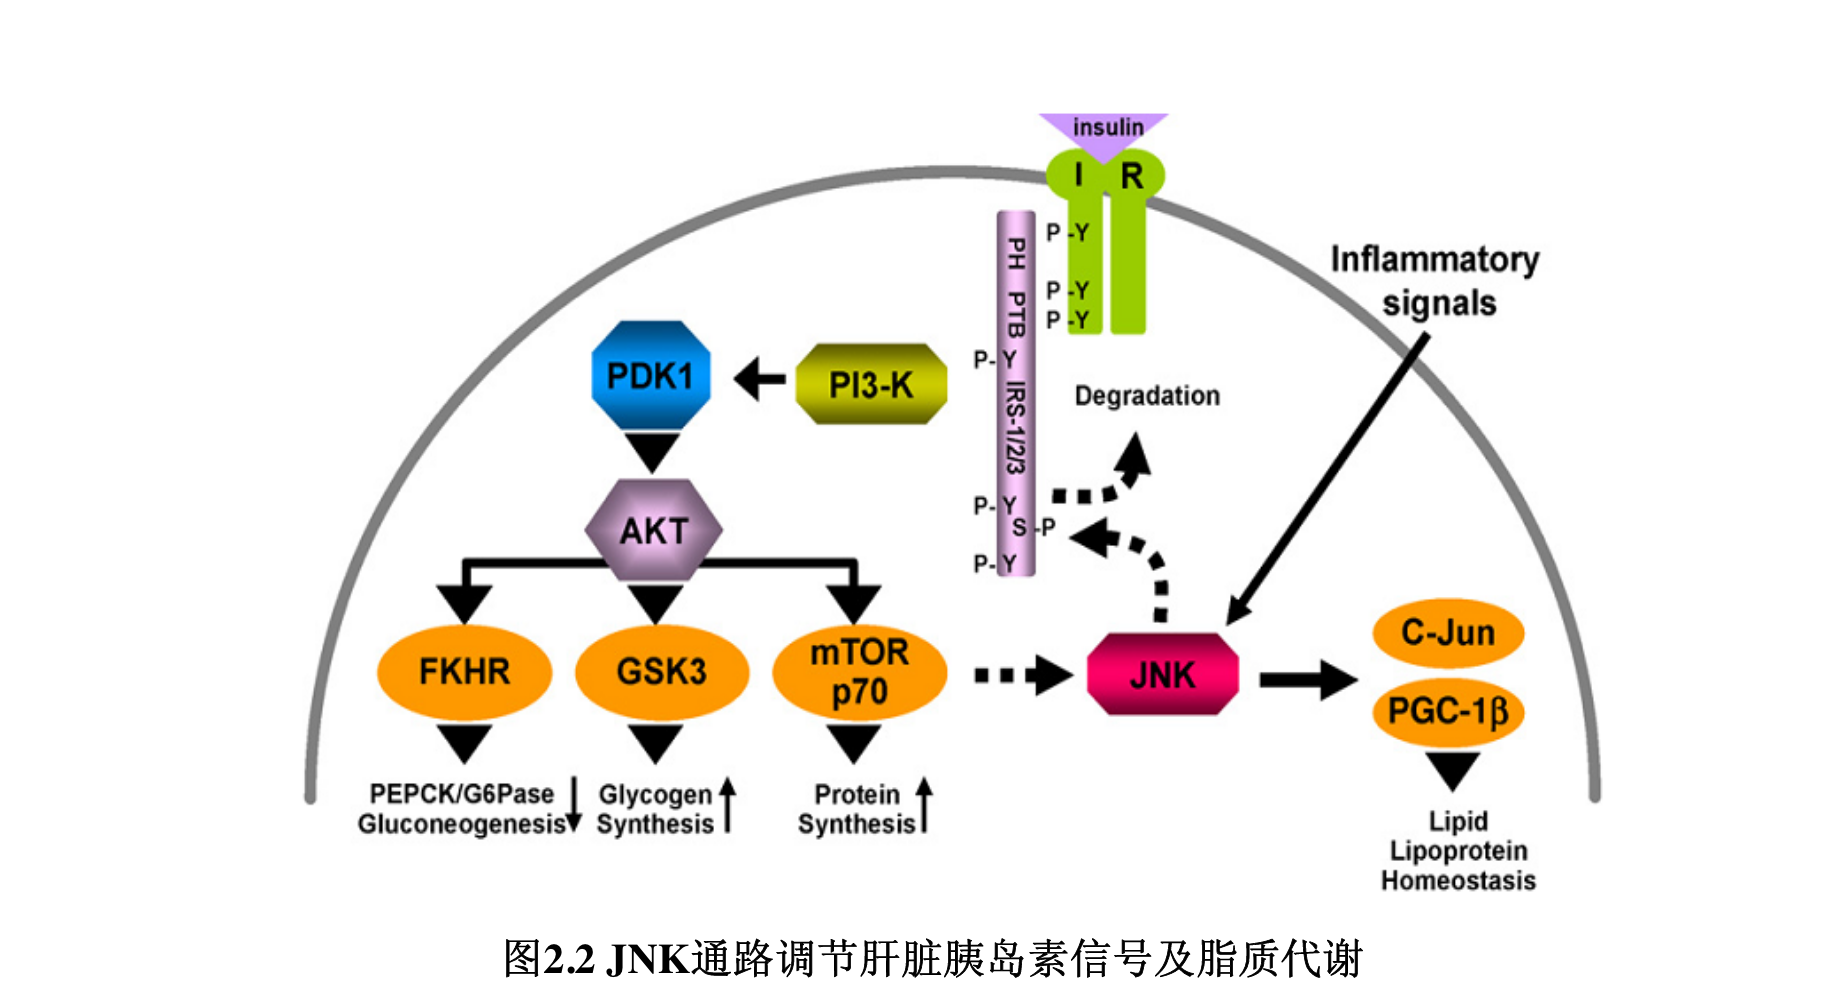 insulin
I R
P -Y
P -Y
P -Y
PH PTB Y IRS-1/2/3
P- Y
P- Y
S -P
P- Y
Inflammatory
signals
PDK1
PI3-K
Degradation
AKT
FKHR
GSK3
mTOR
p70
JNK
C-Jun
PGC-1β
PEPCK/G6Pase
Gluconeogenesis
Glycogen
Synthesis
Protein
Synthesis
Lipid
Lipoprotein
Homeostasis
图2.2 JNK通路调节肝脏胰岛素信号及脂质代谢